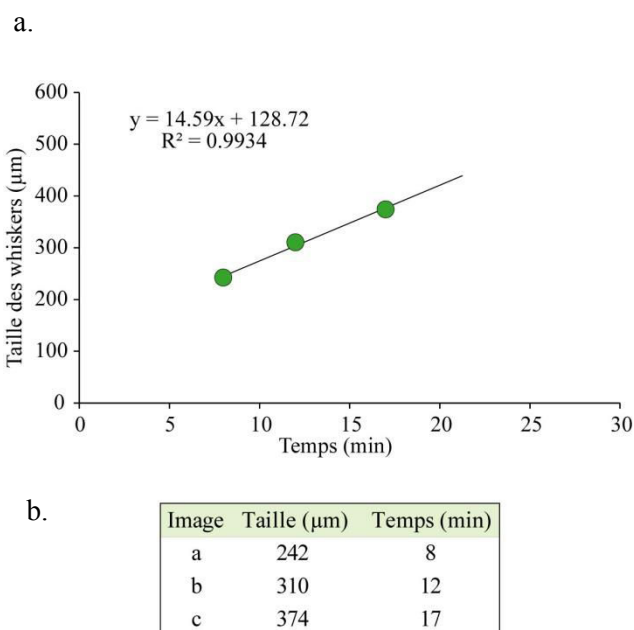 a.
y = 14.59x + 128.72
R² = 0.9934
Taille des whiskers (µm)
600
500
400
300
200
100
0
0 5 10 15 20 25 30
Temps (min)
b.
Image Taille (µm) Temps (min)
a 242 8
b 310 12
c 374 17